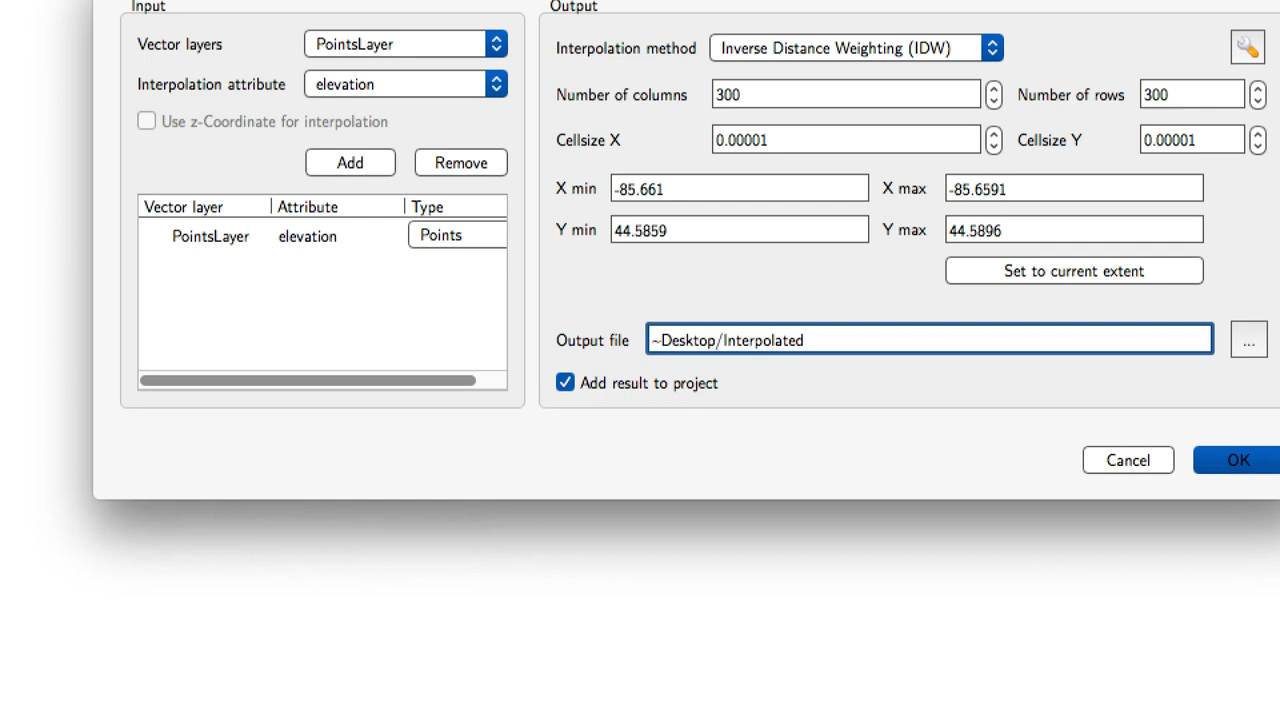 Input
Vector layers PointsLayer
Interpolation attribute elevation
Use z-Coordinate for interpolation
Add Remove
Vector layer Attribute Type
PointsLayer elevation Points
Output
Interpolation method Inverse Distance Weighting (IDW)
Number of columns 300 Number of rows 300
Cellsize X 0.00001 Cellsize Y 0.00001
X min -85.661 X max -85.6591
Y min 44.5859 Y max 44.5896
Set to current extent
Output file ~Desktop/Interpolated ...
Add result to project
Cancel OK